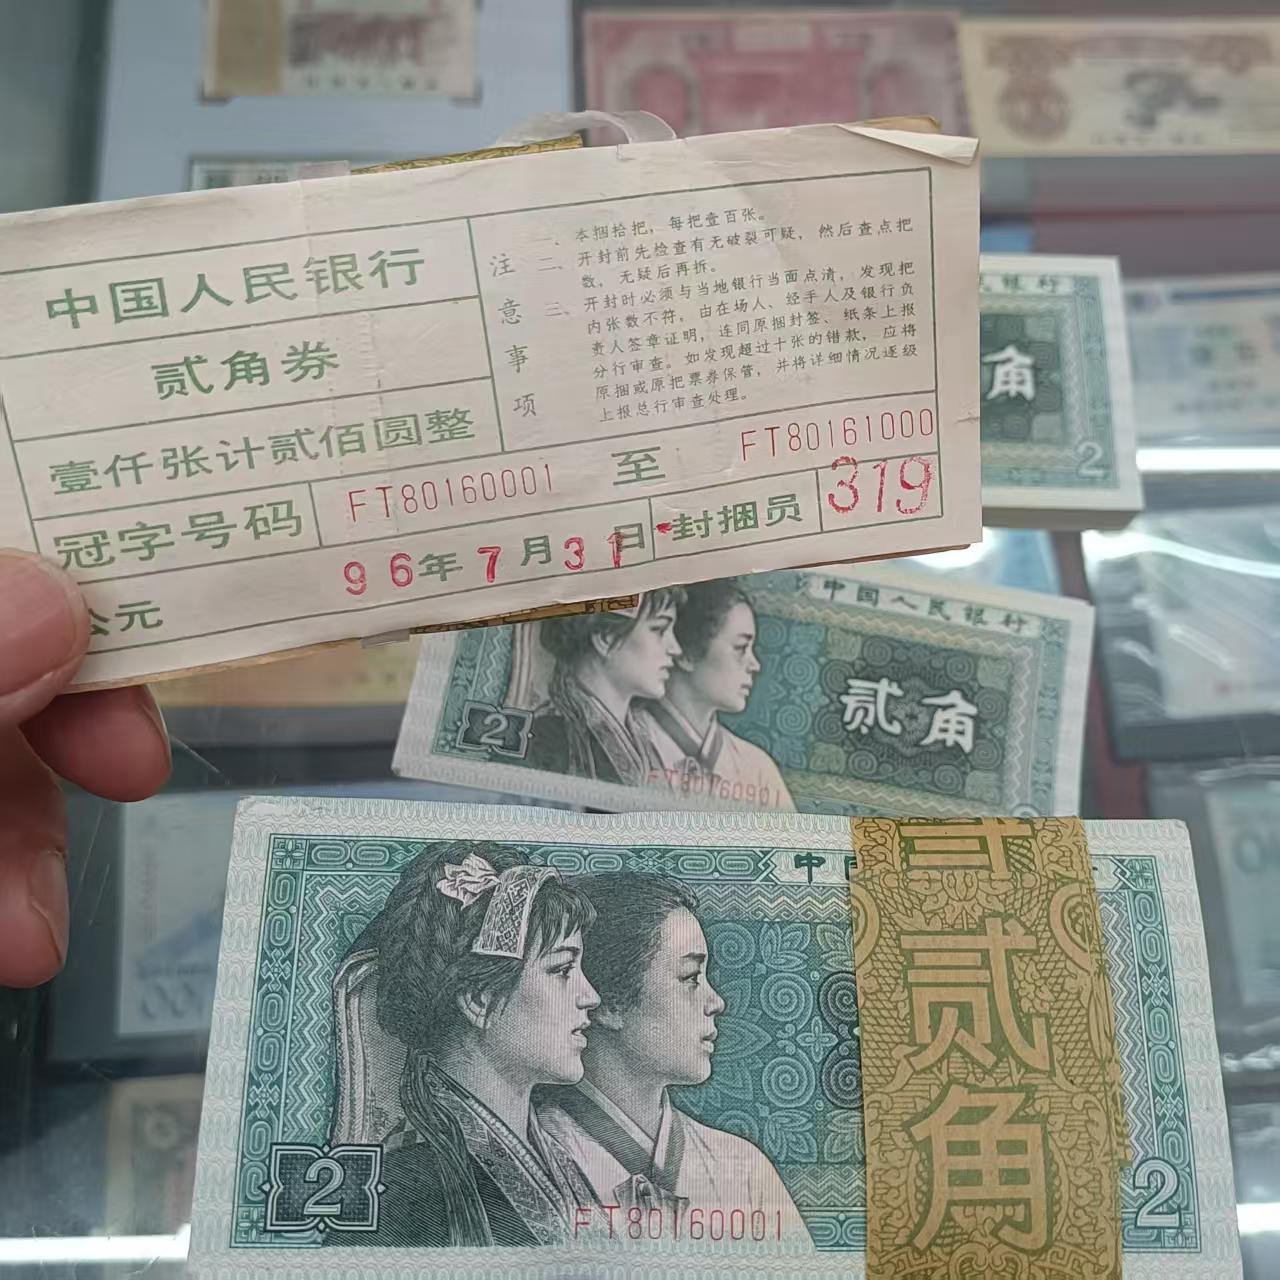 中国人民银行
贰角券
壹仟张计贰佰圆整
注意事项
一、本捆拾把，每把壹百张。
二、开封前先检查有无破裂可疑，然后查点把
数，无疑后再拆。
三、开封时必须与当地银行当面点清，发现把
内张数不符，由在场人、经手人及银行负
责人签章证明，连同原捆封签、纸条上报
分行审查。如发现超过十张的错款，应将
原捆或原把票券保管，并将详细情况逐级
上报总行审查处理。
冠字号码 FT80160001 至 FT80161000
公元 96年7月31日 封捆员 319
银行
角
2
中国人民银行
贰角
2
FT80160901
中国
贰角
2
FT80160001
2